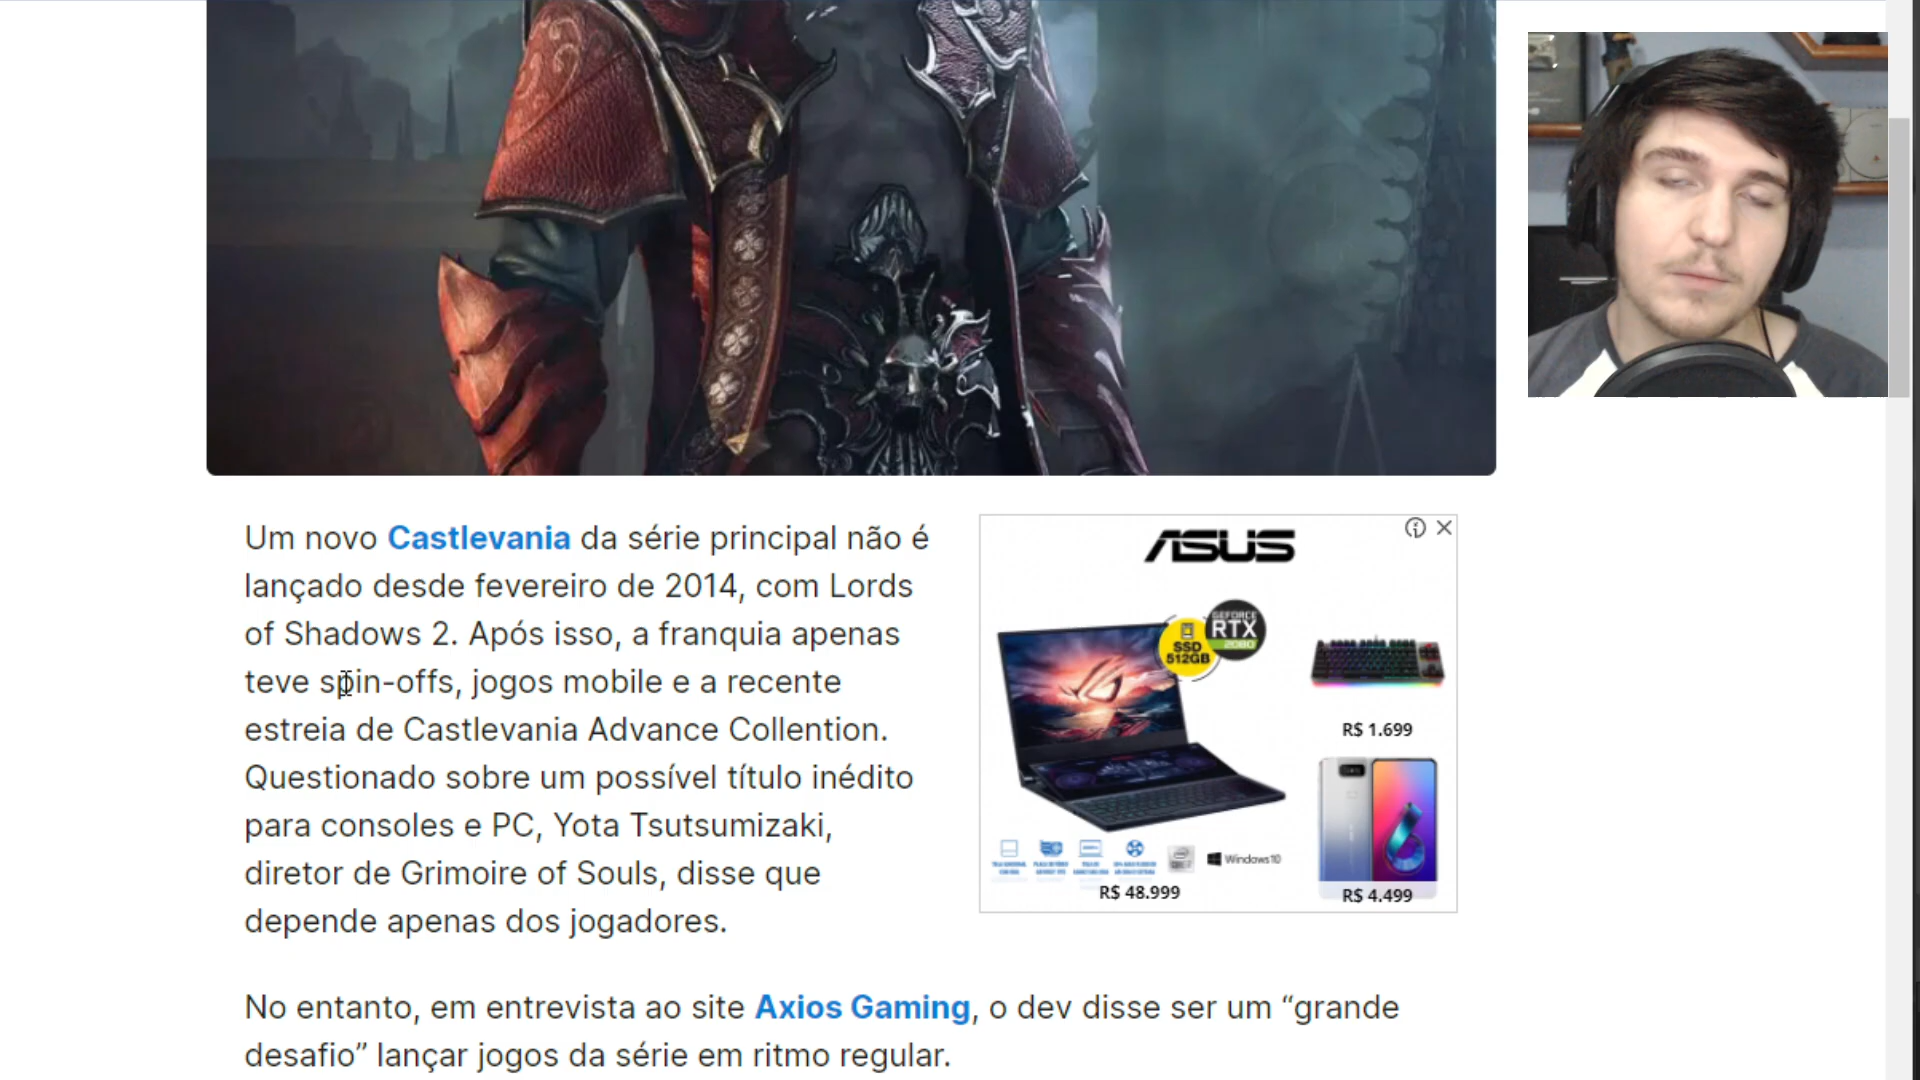 Um novo Castlevania da série principal não é
lançado desde fevereiro de 2014, com Lords
of Shadows 2. Após isso, a franquia apenas
teve spin-offs, jogos mobile e a recente
estreia de Castlevania Advance Collention.
Questionado sobre um possível título inédito
para consoles e PC, Yota Tsutsumizaki,
diretor de Grimoire of Souls, disse que
depende apenas dos jogadores.
ASUS
GEFORCE
RTX
2080
SSD
512GB
R$ 1.699
Windows 10
R$ 48.999
R$ 4.499
No entanto, em entrevista ao site Axios Gaming, o dev disse ser um “grande
desafio” lançar jogos da série em ritmo regular.